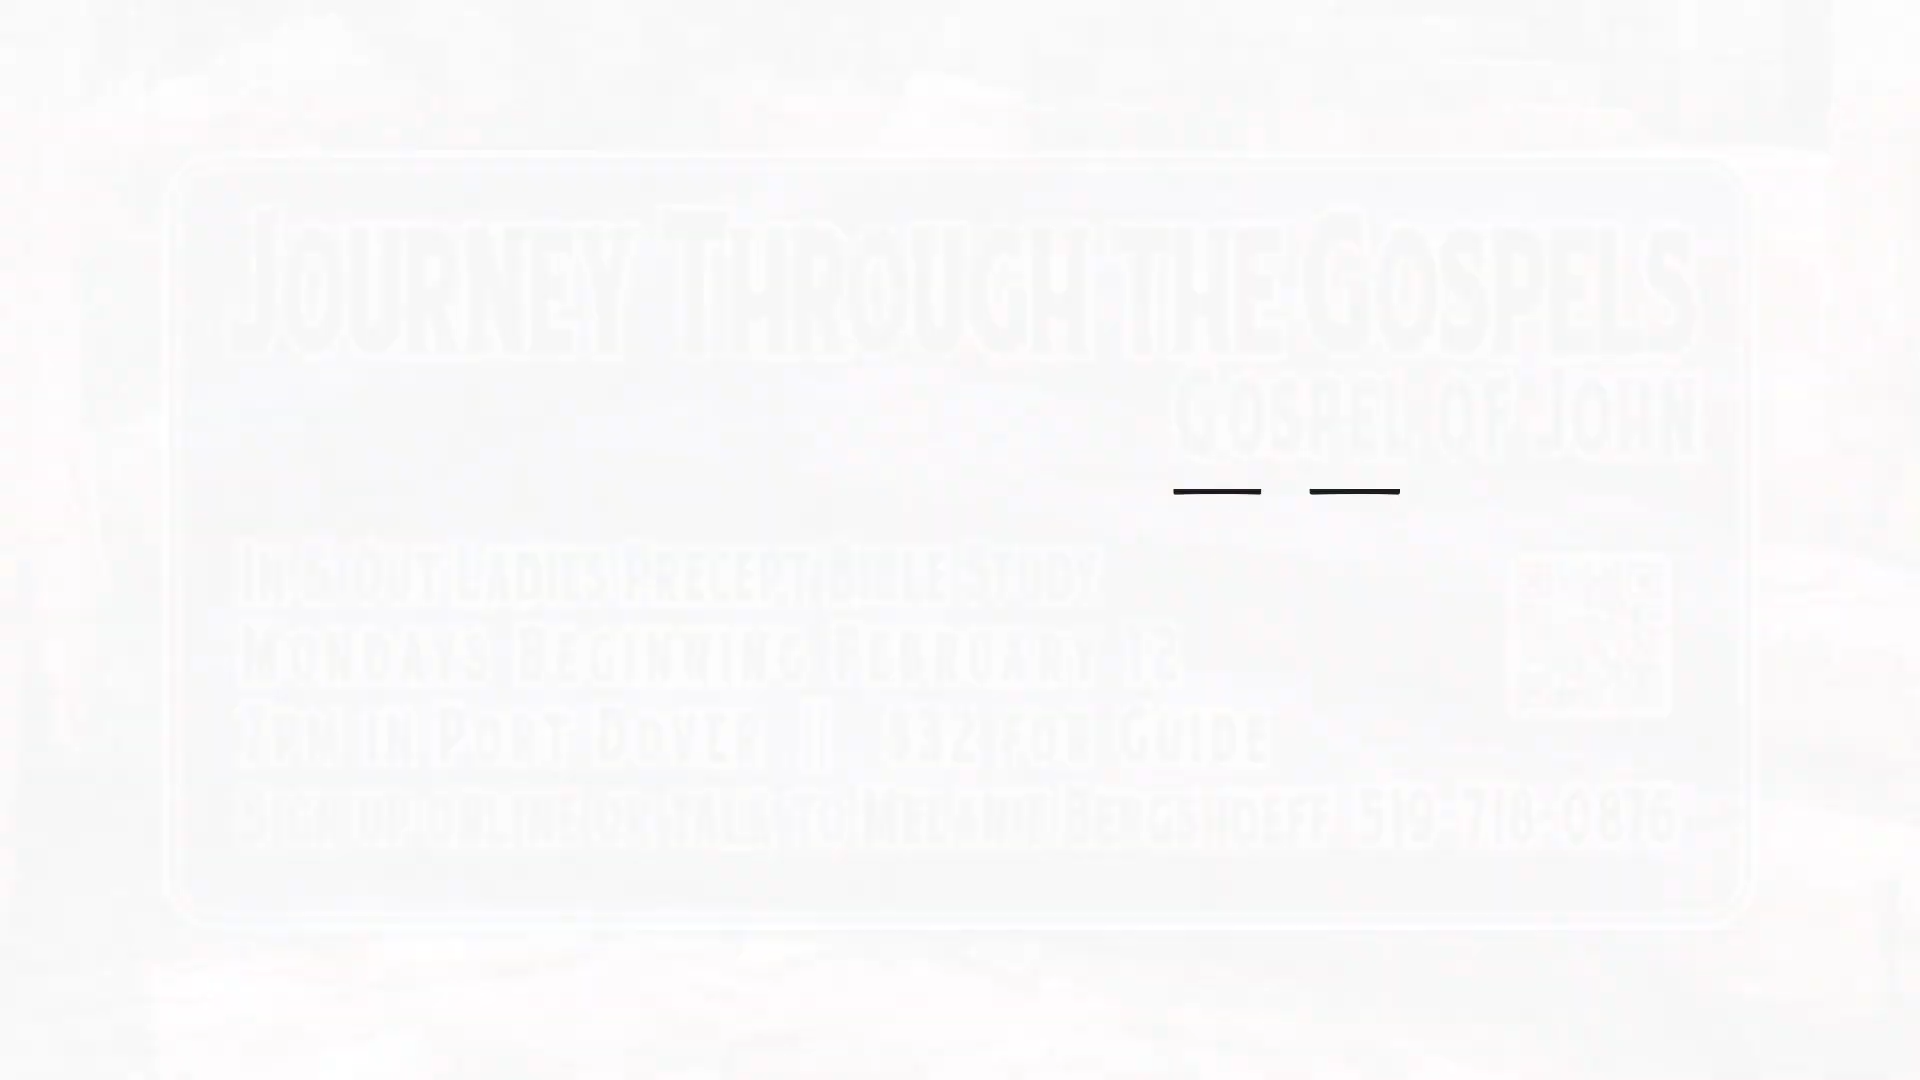 Journey Through the Gospels
Gospel of John
In & Out Ladies Precept Bible Study
Mondays Beginning February 12
7pm in Port Dover || $32 for Guide
Sign up online or talk to Melanie Bergshoeff 519-718-0876